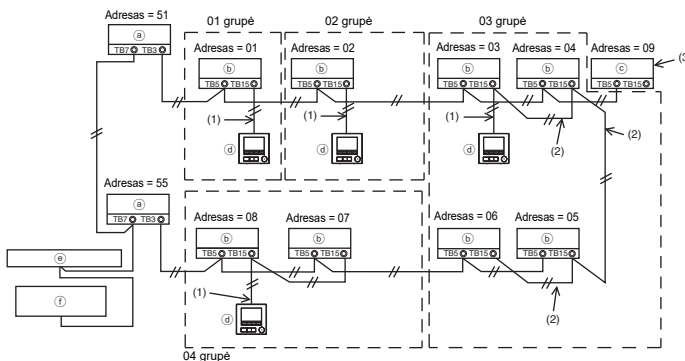 Adresas = 51
ⓐ
TB7 TB3
01 grupė
Adresas = 01
ⓑ
TB5 TB15
(1)
ⓓ
02 grupė
Adresas = 02
ⓑ
TB5 TB15
(1)
ⓓ
03 grupė
Adresas = 03
ⓑ
TB5 TB15
(1)
ⓓ
Adresas = 04
ⓑ
TB5 TB15
(2)
Adresas = 09
ⓒ
TB5 TB15
(2)
Adresas = 55
ⓐ
TB7 TB3
ⓔ
ⓕ
Adresas = 08
ⓑ
TB5 TB15
(1)
ⓓ
Adresas = 07
ⓑ
TB5 TB15
04 grupė
Adresas = 06
ⓑ
TB5 TB15
Adresas = 05
ⓑ
TB5 TB15
(2)